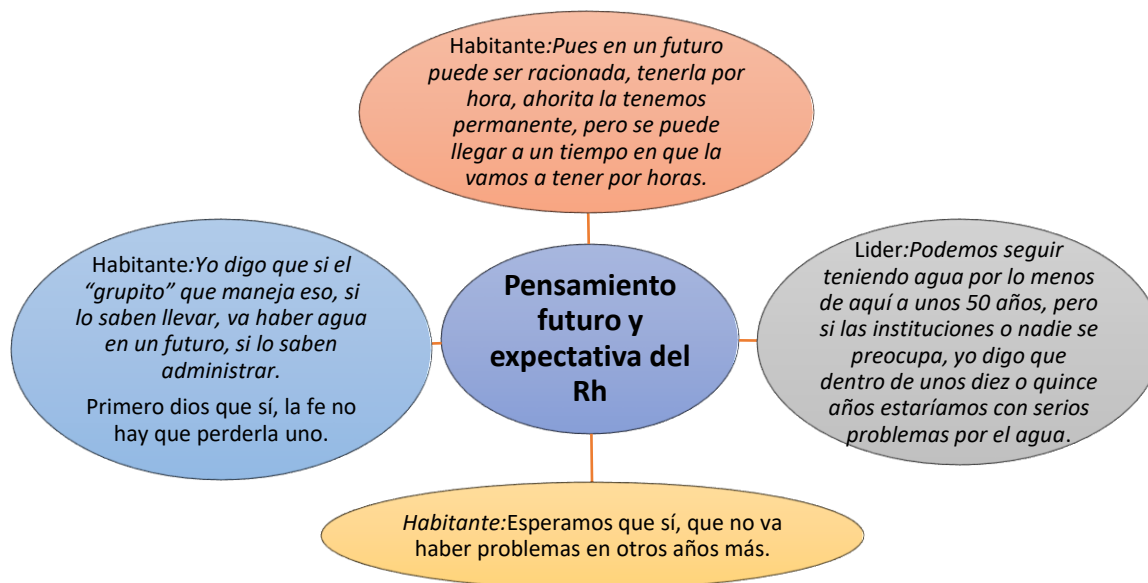 Habitante:Pues en un futuro
puede ser racionada, tenerla por
hora, ahorita la tenemos
permanente, pero se puede
llegar a un tiempo en que la
vamos a tener por horas.
Habitante:Yo digo que si el
“grupito” que maneja eso, si
lo saben llevar, va haber agua
en un futuro, si lo saben
administrar.
Primero dios que sí, la fe no
hay que perderla uno.
Pensamiento
futuro y
expectativa del
Rh
Lider:Podemos seguir
teniendo agua por lo menos
de aquí a unos 50 años, pero
si las instituciones o nadie se
preocupa, yo digo que
dentro de unos diez o quince
años estaríamos con serios
problemas por el agua.
Habitante:Esperamos que sí, que no va
haber problemas en otros años más.